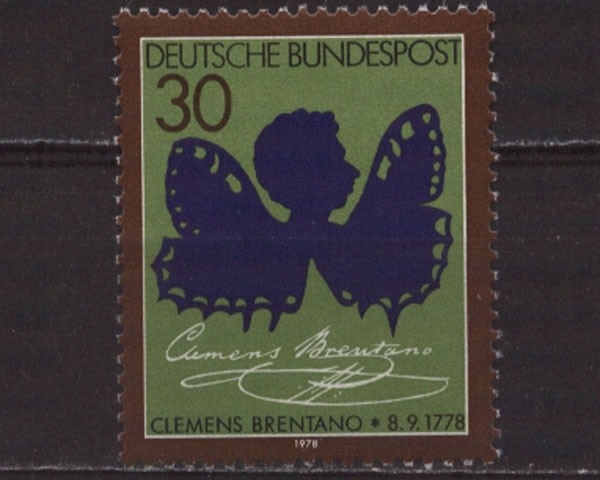 DEUTSCHE BUNDESPOST
30
Clemens Brentano
CLEMENS BRENTANO * 8.9.1778
1978